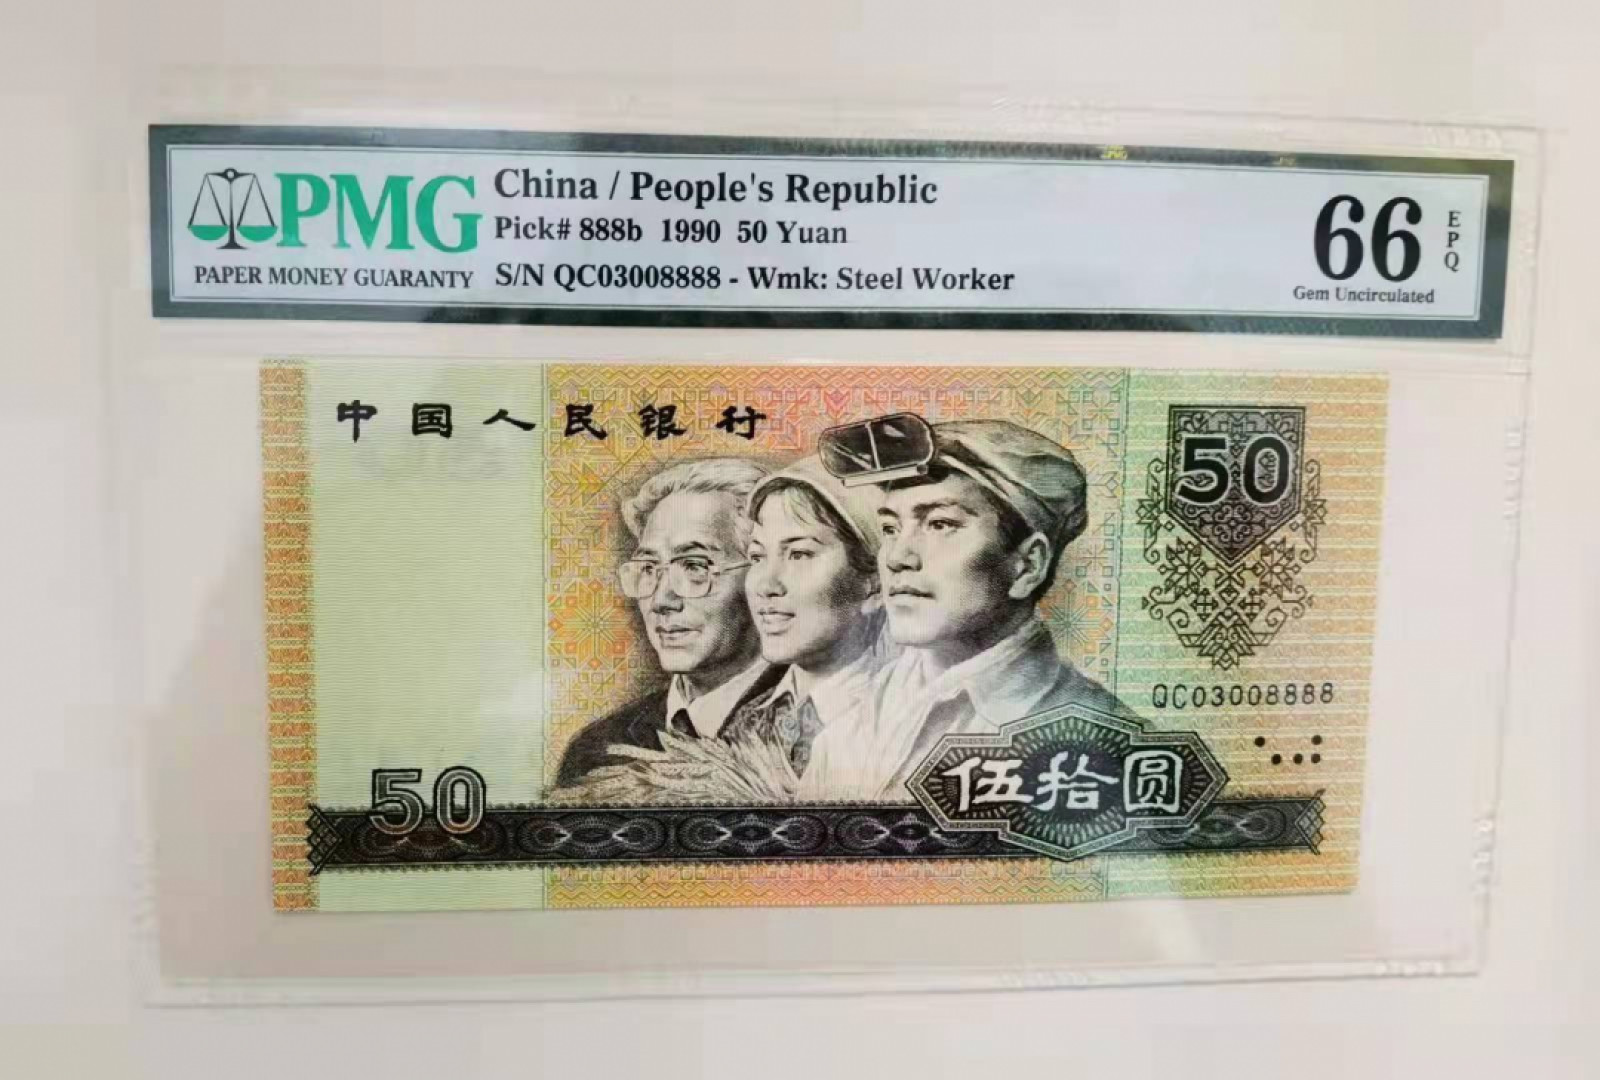 PMG
PAPER MONEY GUARANTY
China / People's Republic
Pick# 888b 1990 50 Yuan
S/N QC03008888 - Wmk: Steel Worker
66
EPQ
Gem Uncirculated
中国人民银行
50
QC03008888
50
伍拾圆